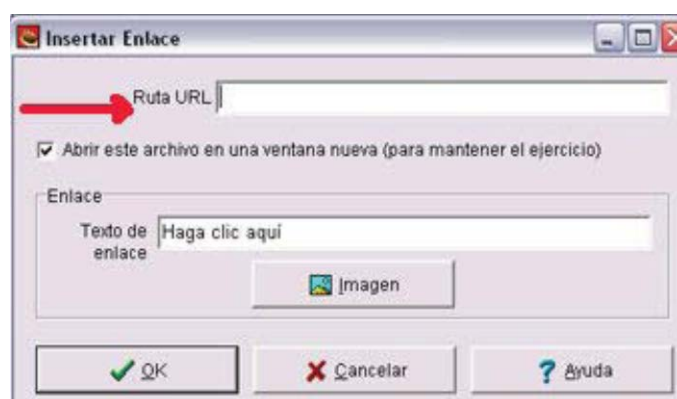 Insertar Enlace
Ruta URL
Abrir este archivo en una ventana nueva (para mantener el ejercicio)
Enlace
Texto de enlace
Haga clic aquí
Imagen
OK
Cancelar
Ayuda